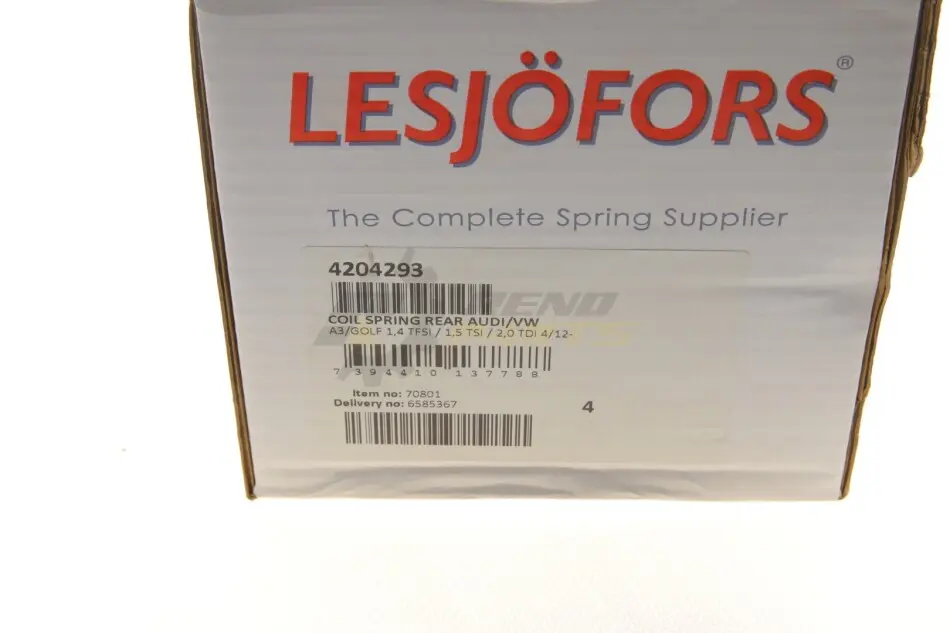 LESJÖFORS®
The Complete Spring Supplier
4204293
COIL SPRING REAR AUDI/VW
A3/GOLF 1,4 TFSI / 1,5 TSI / 2,0 TDI 4/12-
7 394410 137788
Item no: 70801
Delivery no: 6585367
4